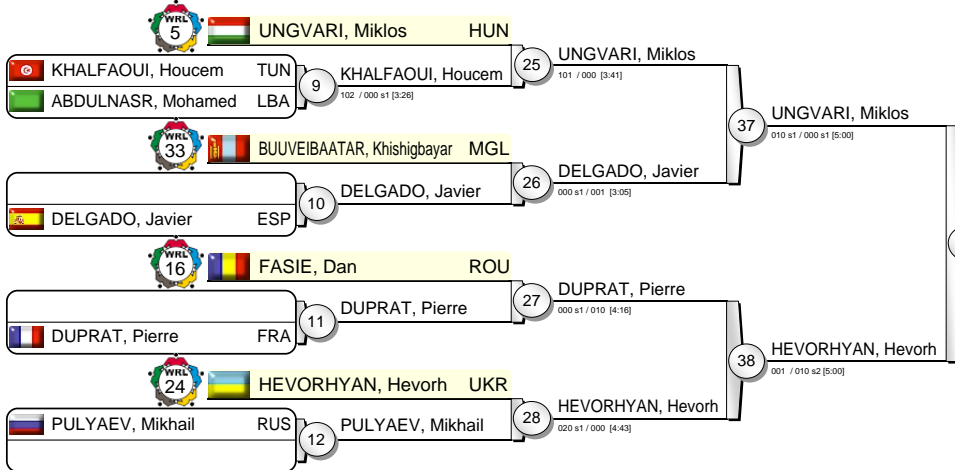 WRL
5
UNGVARI, Miklos HUN
KHALFAOUI, Houcem TUN
ABDULNASR, Mohamed LBA
9
KHALFAOUI, Houcem
102 / 000 s1 [3:26]
25
UNGVARI, Miklos
101 / 000 [3:41]
WRL
33
BUUVEIBAATAR, Khishigbayar MGL
DELGADO, Javier ESP
10
DELGADO, Javier
26
DELGADO, Javier
000 s1 / 001 [3:05]
37
UNGVARI, Miklos
010 s1 / 000 s1 [5:00]
WRL
16
FASIE, Dan ROU
DUPRAT, Pierre FRA
11
DUPRAT, Pierre
27
DUPRAT, Pierre
000 s1 / 010 [4:16]
WRL
24
HEVORHYAN, Hevorh UKR
PULYAEV, Mikhail RUS
12
PULYAEV, Mikhail
28
HEVORHYAN, Hevorh
020 s1 / 000 [4:43]
38
HEVORHYAN, Hevorh
001 / 010 s2 [5:00]